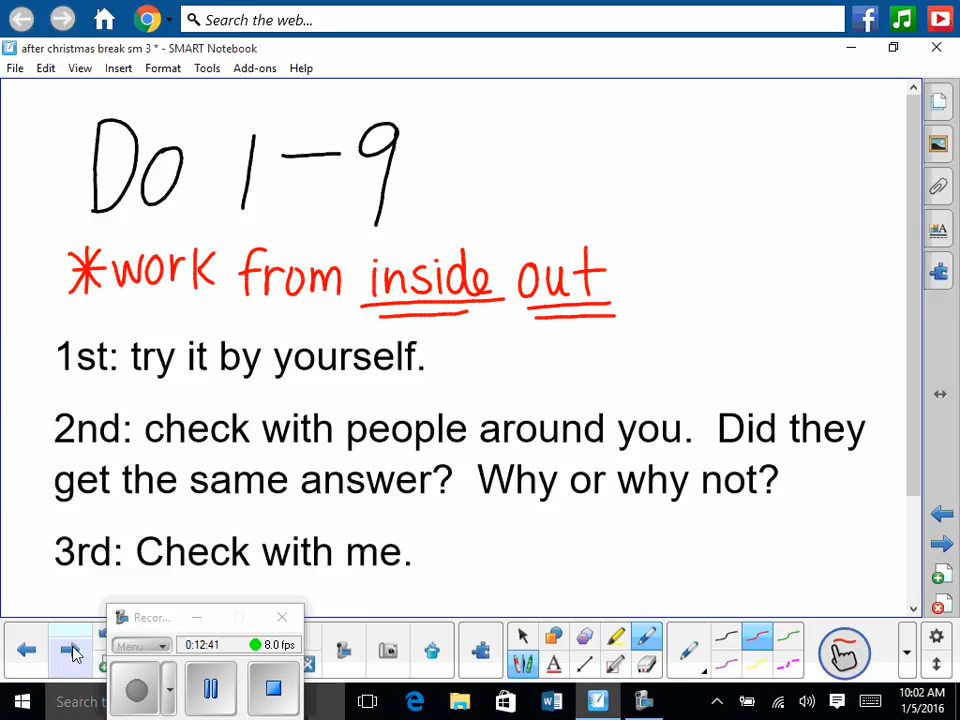 Search the web...
after christmas break sm 3 * - SMART Notebook
File Edit View Insert Format Tools Add-ons Help
Do 1-9
*work from inside out
1st: try it by yourself.
2nd: check with people around you. Did they
get the same answer? Why or why not?
3rd: Check with me.
Recor...
Menu 0:12:41 8.0 fps
Search
10:02 AM
1/5/2016